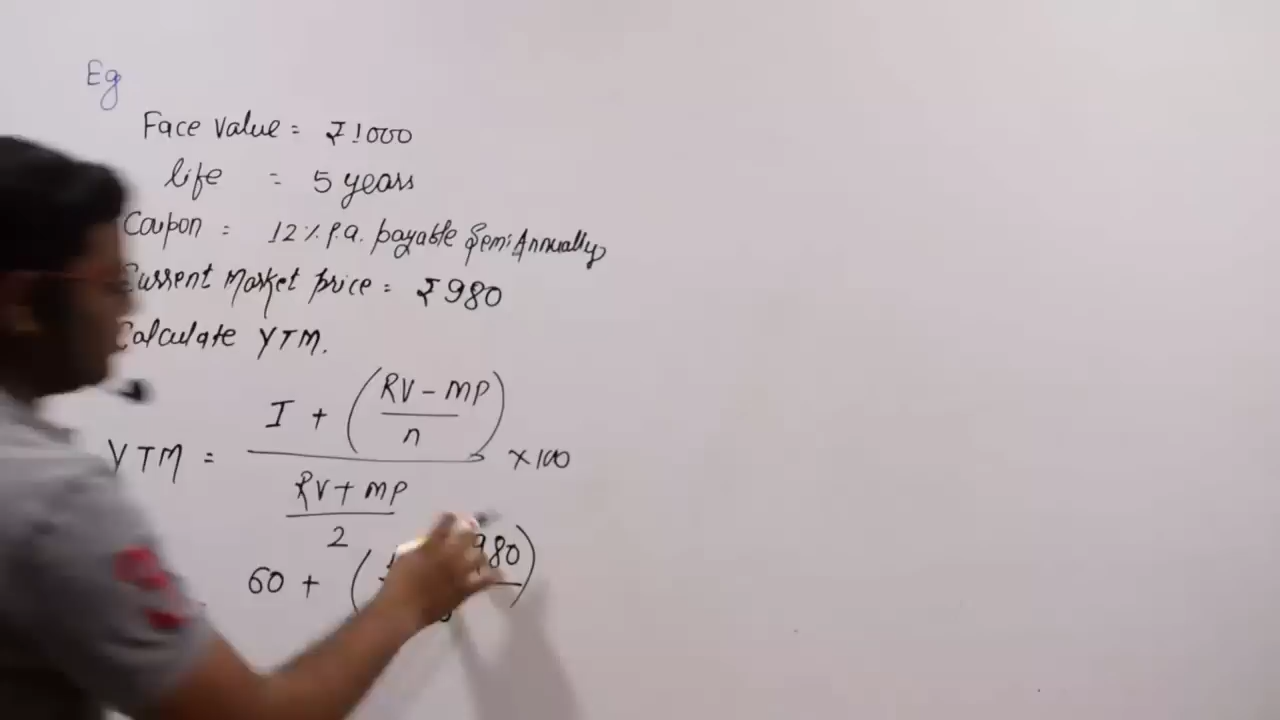 Eg
Face Value = ₹1000
life = 5 years
Coupon = 12% p.a. payable Semi Annually
Current Market price = ₹980
Calculate YTM.
I + (RV - MP)
n
YTM = × 100
RV + MP
2
60 + ( 980)